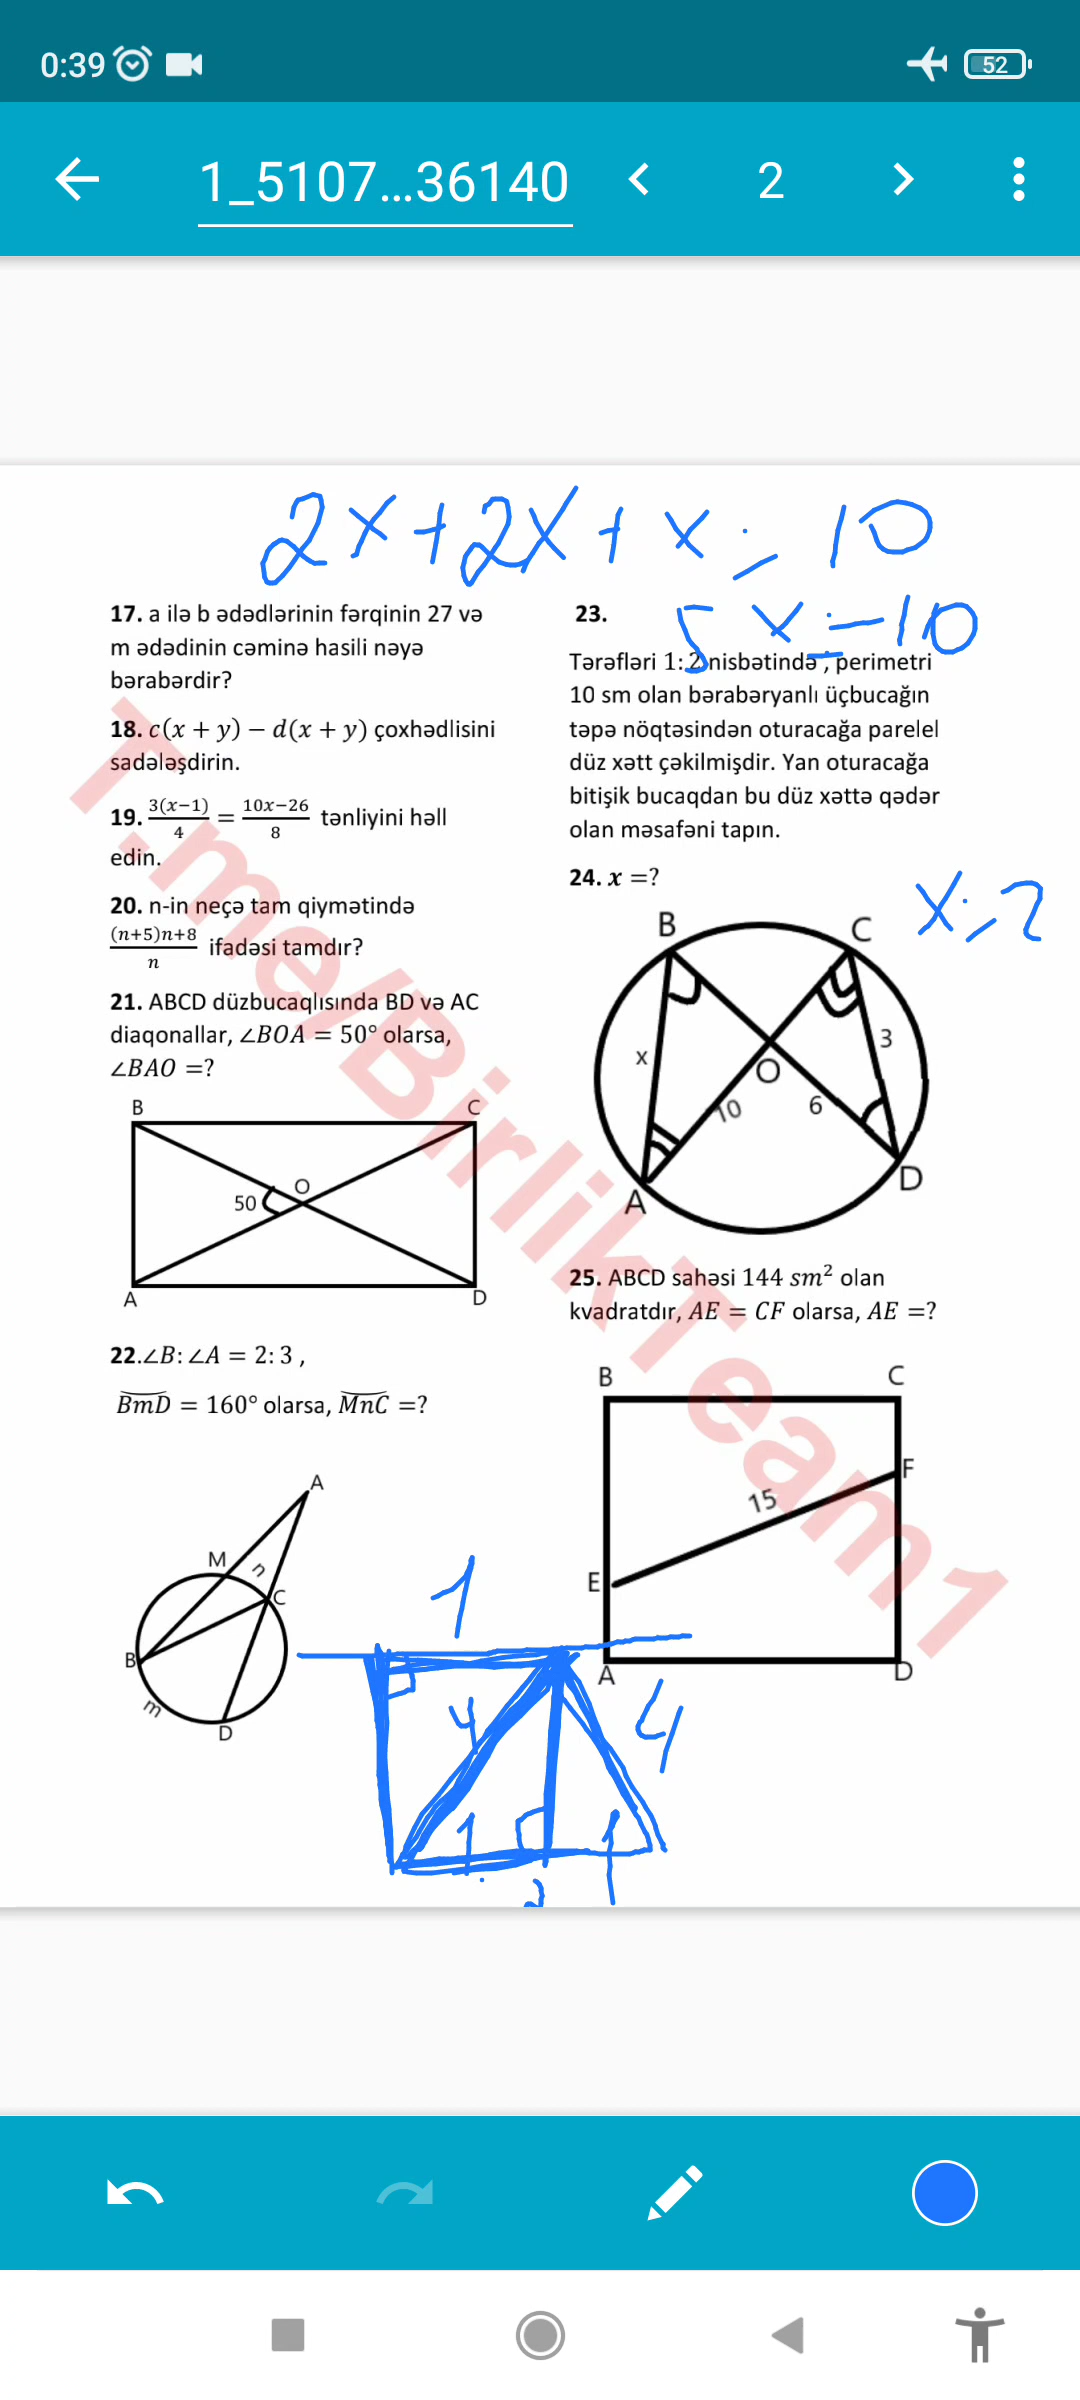 0:39 52
1_5107...36140 2
2x+2x+x=10
17. a ilə b ədədlərinin fərqinin 27 və
m ədədinin cəminə hasili nəyə
bərabərdir?
18. c(x + y) − d(x + y) çoxhədlisini
sadələşdirin.
19. 3(x−1)/4 = 10x−26/8 tənliyini həll
edin.
20. n-in neçə tam qiymətində
(n+5)n+8/n ifadəsi tamdır?
21. ABCD düzbucaqlısında BD və AC
diaqonallar, ∠BOA = 50° olarsa,
∠BAO =?
B C
50 O
A D
22.∠B:∠A = 2:3 ,
BmD = 160° olarsa, MnC =?
A
M n
C
B
m
D
23.
5x=10
Tərəfləri 1:2 nisbətində , perimetri
10 sm olan bərabəryanlı üçbucağın
təpə nöqtəsindən oturacağa parelel
düz xətt çəkilmişdir. Yan oturacağa
bitişik bucaqdan bu düz xəttə qədər
olan məsafəni tapın.
24. x =?
x=2
B C
x 3
O
10 6
A D
25. ABCD sahəsi 144 sm² olan
kvadratdır, AE = CF olarsa, AE =?
B C
F
15
E
A D
1
4 4
1 1
2
T.me/BirlikTeam1